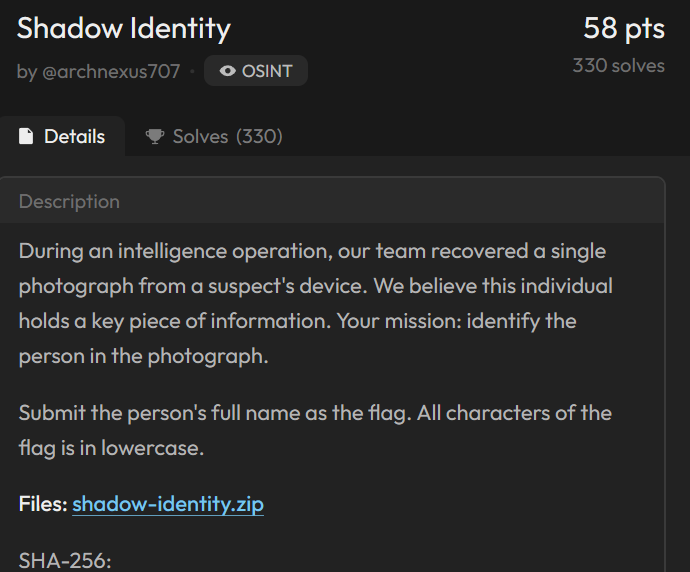 Shadow Identity
58 pts
by @archnexus707 · OSINT
330 solves
Details
Solves (330)
Description
During an intelligence operation, our team recovered a single
photograph from a suspect's device. We believe this individual
holds a key piece of information. Your mission: identify the
person in the photograph.
Submit the person's full name as the flag. All characters of the
flag is in lowercase.
Files: shadow-identity.zip
SHA-256: